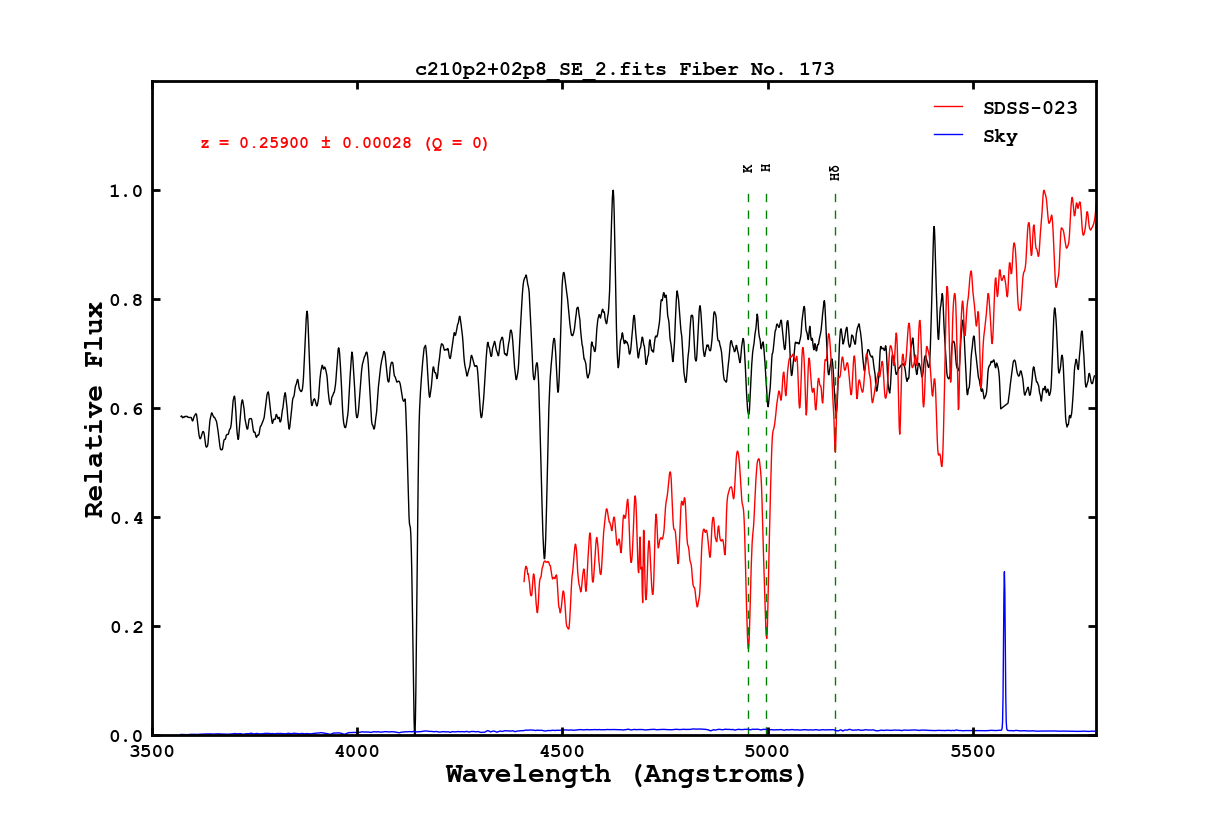 c210p2+02p8_SE_2.fits Fiber No. 173
SDSS-023
Sky
z = 0.25900 ± 0.00028 (Q = 0)
K
H
Hδ
1.0
0.8
0.6
0.4
0.2
0.0
Relative Flux
3500
4000
4500
5000
5500
Wavelength (Angstroms)